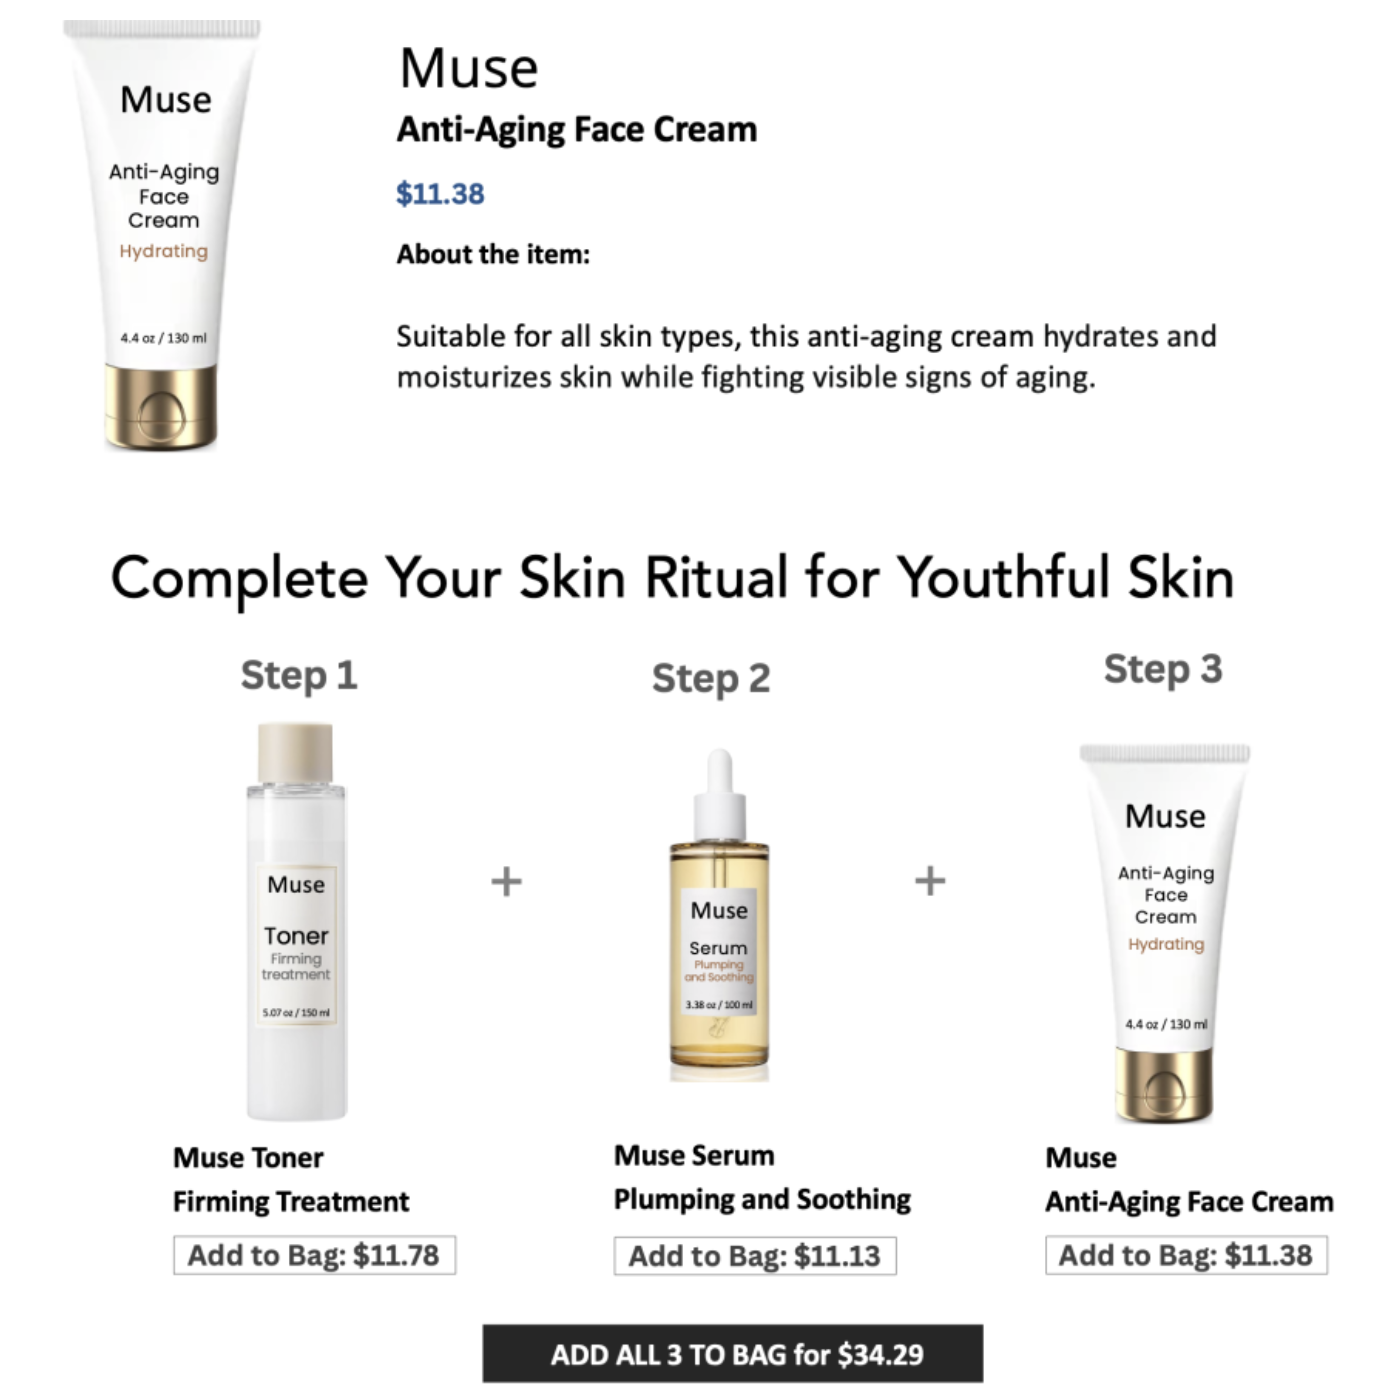 Muse
Anti-Aging
Face
Cream
Hydrating
4.4 oz / 130 ml
Muse
Anti-Aging Face Cream
$11.38
About the item:
Suitable for all skin types, this anti-aging cream hydrates and
moisturizes skin while fighting visible signs of aging.
Complete Your Skin Ritual for Youthful Skin
Step 1
Muse
Toner
Firming
treatment
5.07 oz / 150 ml
Muse Toner
Firming Treatment
Add to Bag: $11.78
+
Step 2
Muse
Serum
Plumping
and Soothing
3.38 oz / 100 ml
Muse Serum
Plumping and Soothing
Add to Bag: $11.13
+
Step 3
Muse
Anti-Aging
Face
Cream
Hydrating
4.4 oz / 130 ml
Muse
Anti-Aging Face Cream
Add to Bag: $11.38
ADD ALL 3 TO BAG for $34.29